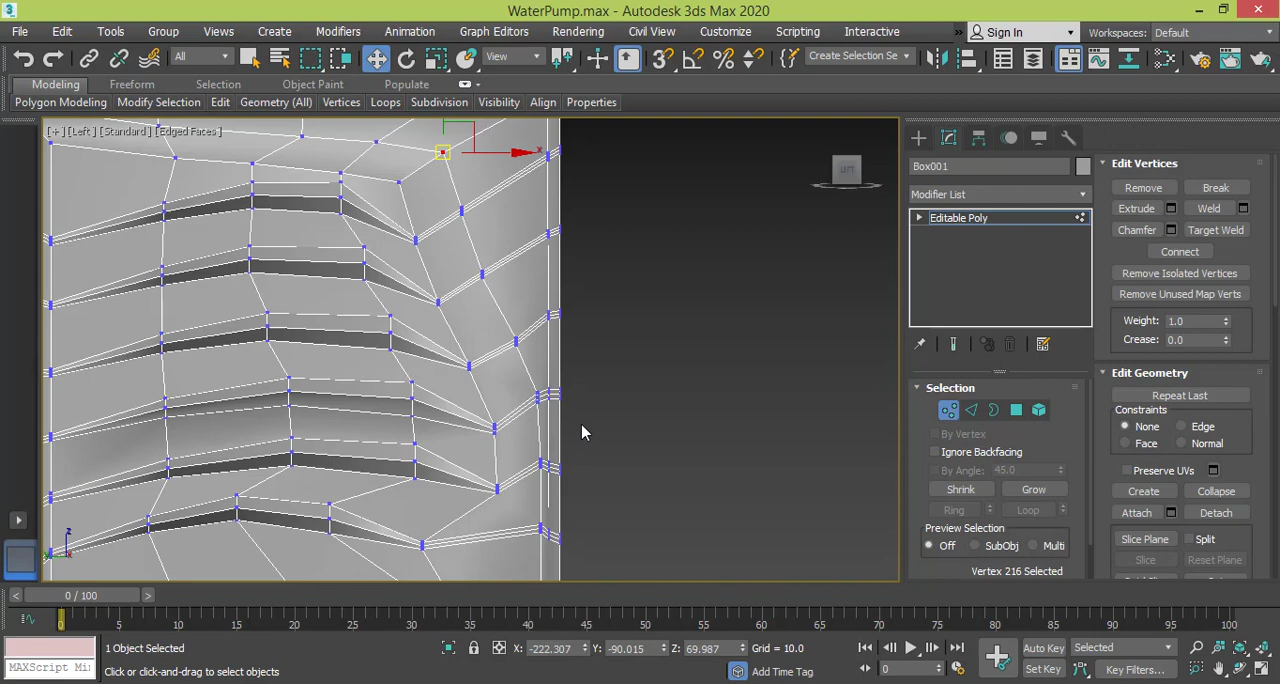 WaterPump.max - Autodesk 3ds Max 2020
File Edit Tools Group Views Create Modifiers Animation Graph Editors Rendering Civil View Customize Scripting Interactive Sign In Workspaces: Default
All View Create Selection Se
Modeling Freeform Selection Object Paint Populate
Polygon Modeling Modify Selection Edit Geometry (All) Vertices Loops Subdivision Visibility Align Properties
[+] [Left] [Standard] [Edged Faces]
x
z
Box001
Modifier List
Editable Poly
Selection
By Vertex
Ignore Backfacing
By Angle: 45.0
Shrink Grow
Ring Loop
Preview Selection
Off SubObj Multi
Vertex 216 Selected
Edit Vertices
Remove Break
Extrude Weld
Chamfer Target Weld
Connect
Remove Isolated Vertices
Remove Unused Map Verts
Weight: 1.0
Crease: 0.0
Edit Geometry
Repeat Last
Constraints
None Edge
Face Normal
Preserve UVs
Create Collapse
Attach Detach
Slice Plane Split
Slice Reset Plane
0 / 100
0 5 10 15 20 25 30 35 40 45 50 55 60 65 70 75 80 85 90 95 100
1 Object Selected X: -222.307 Y: -90.015 Z: 69.987 Grid = 10.0 Auto Key Selected
MAXScript Mi Click or click-and-drag to select objects Add Time Tag 0 Set Key Key Filters...